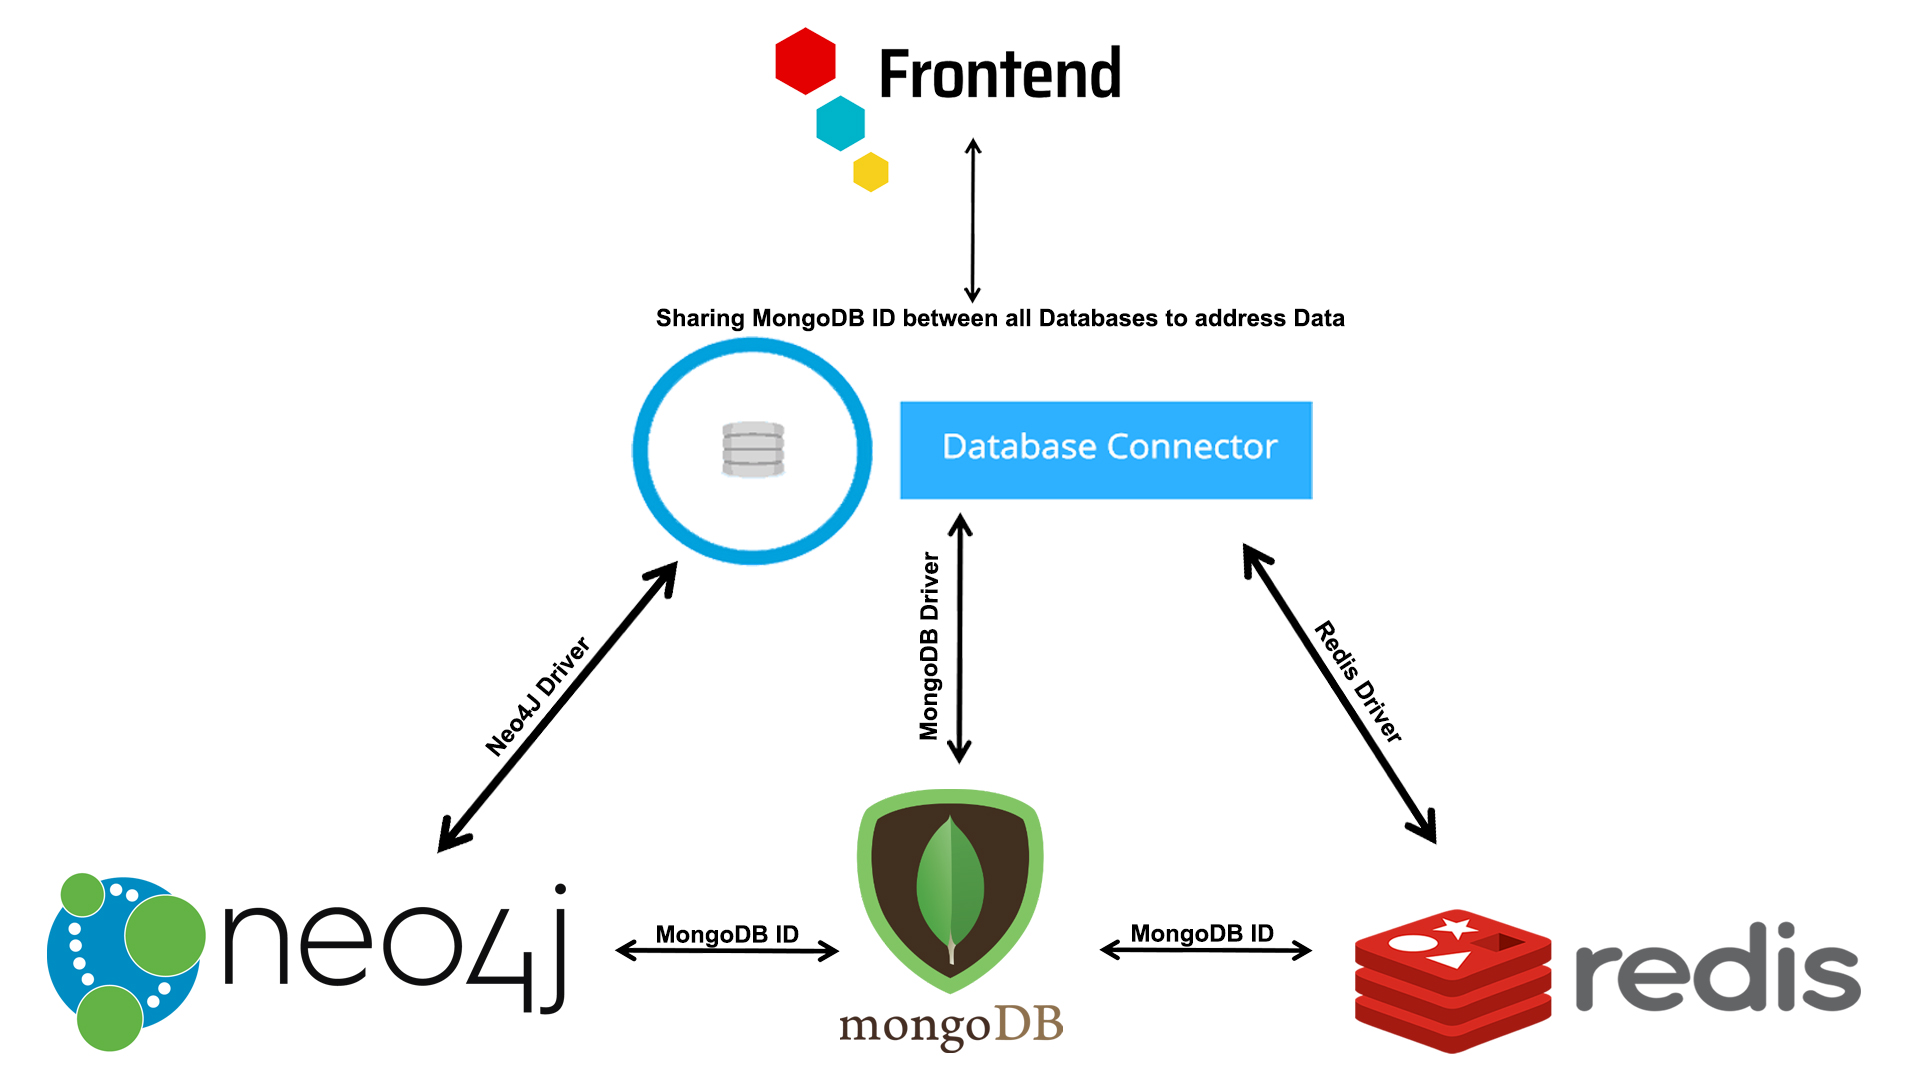 Frontend
Sharing MongoDB ID between all Databases to address Data
Database Connector
Neo4J Driver
MongoDB Driver
Redis Driver
neo4j
MongoDB ID
mongoDB
MongoDB ID
redis